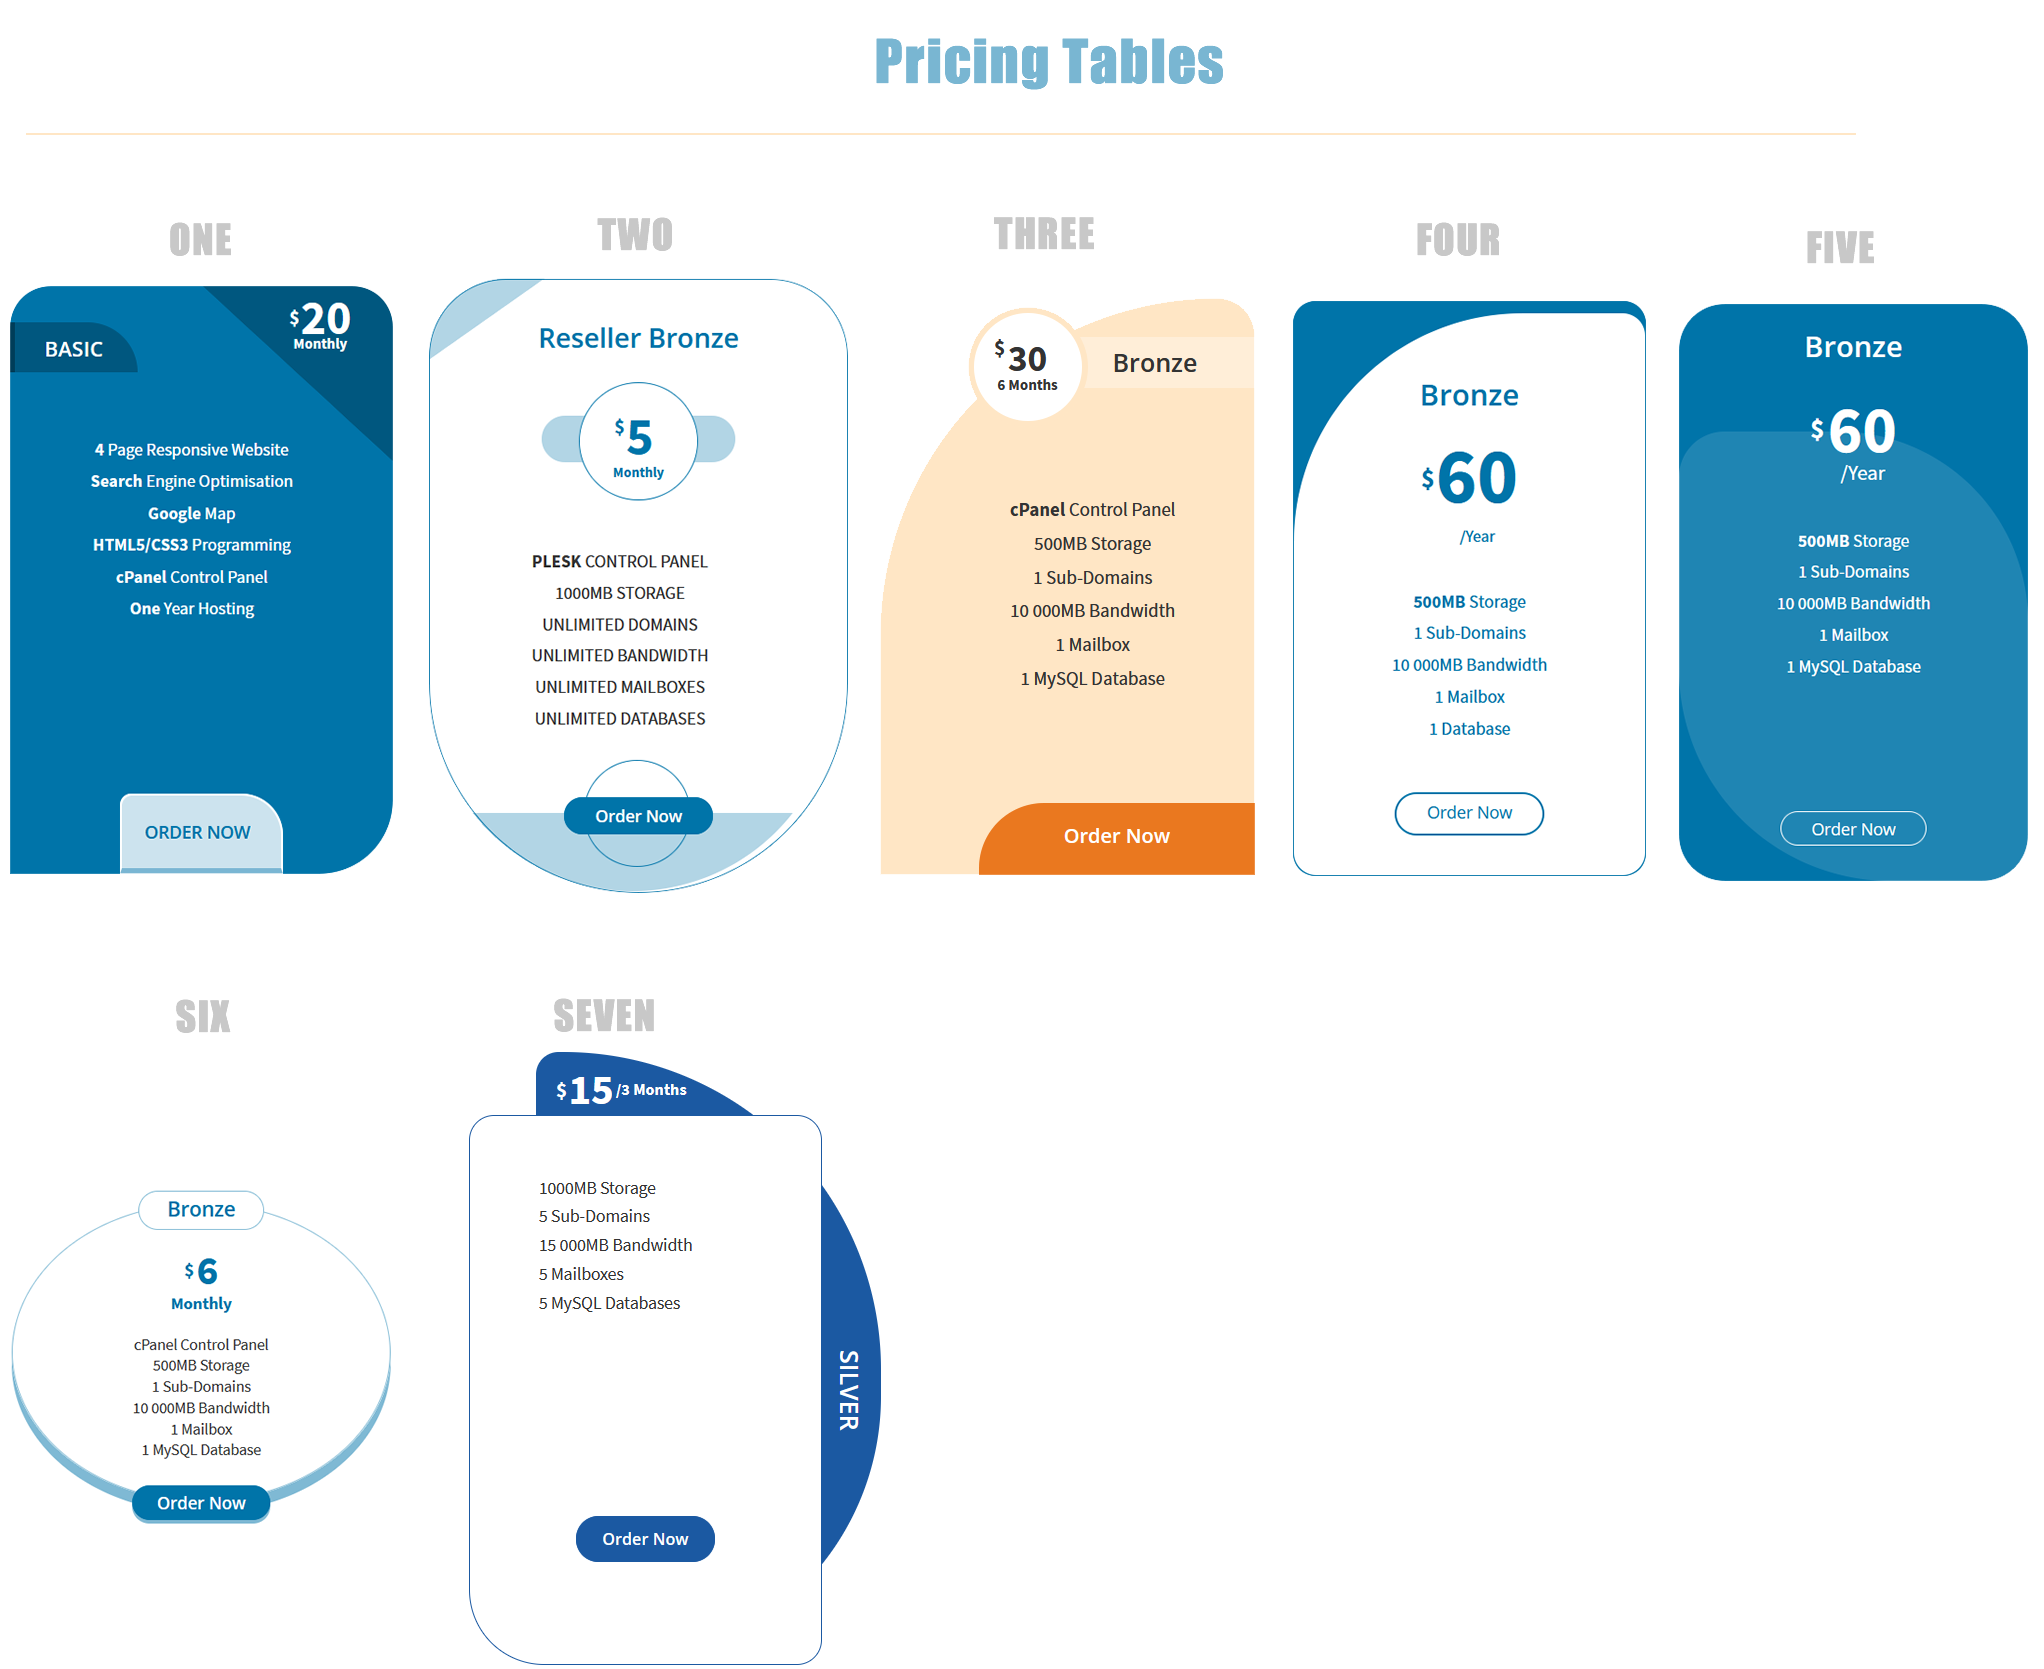 Pricing Tables
ONE
BASIC
$20
Monthly
4 Page Responsive Website
Search Engine Optimisation
Google Map
HTML5/CSS3 Programming
cPanel Control Panel
One Year Hosting
ORDER NOW
TWO
Reseller Bronze
$5
Monthly
PLESK CONTROL PANEL
1000MB STORAGE
UNLIMITED DOMAINS
UNLIMITED BANDWIDTH
UNLIMITED MAILBOXES
UNLIMITED DATABASES
Order Now
THREE
$30
6 Months
Bronze
cPanel Control Panel
500MB Storage
1 Sub-Domains
10 000MB Bandwidth
1 Mailbox
1 MySQL Database
Order Now
FOUR
Bronze
$60
/Year
500MB Storage
1 Sub-Domains
10 000MB Bandwidth
1 Mailbox
1 Database
Order Now
FIVE
Bronze
$60
/Year
500MB Storage
1 Sub-Domains
10 000MB Bandwidth
1 Mailbox
1 MySQL Database
Order Now
SIX
Bronze
$6
Monthly
cPanel Control Panel
500MB Storage
1 Sub-Domains
10 000MB Bandwidth
1 Mailbox
1 MySQL Database
Order Now
SEVEN
$15/3 Months
1000MB Storage
5 Sub-Domains
15 000MB Bandwidth
5 Mailboxes
5 MySQL Databases
SILVER
Order Now